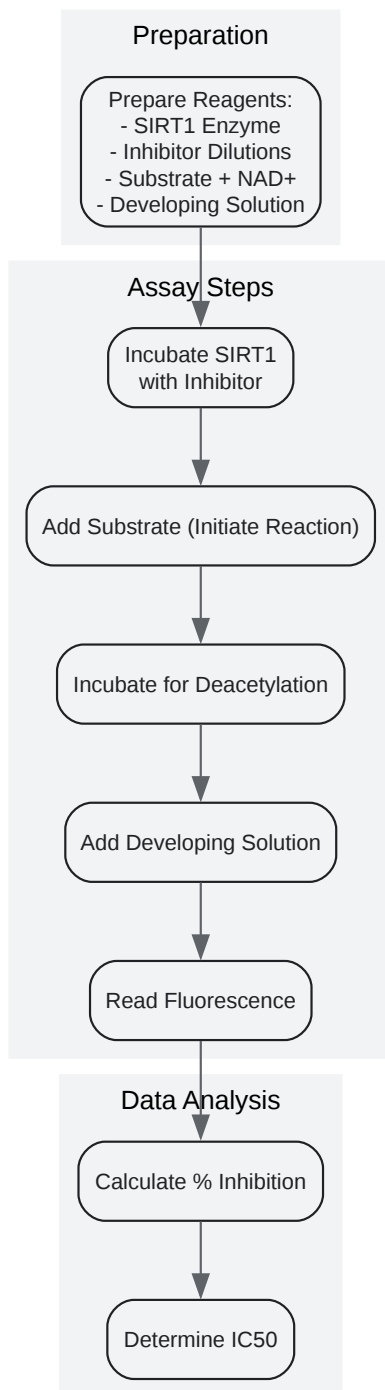 Preparation
Prepare Reagents:
- SIRT1 Enzyme
- Inhibitor Dilutions
- Substrate + NAD+
- Developing Solution
Assay Steps
Incubate SIRT1
with Inhibitor
Add Substrate (Initiate Reaction)
Incubate for Deacetylation
Add Developing Solution
Read Fluorescence
Data Analysis
Calculate % Inhibition
Determine IC50